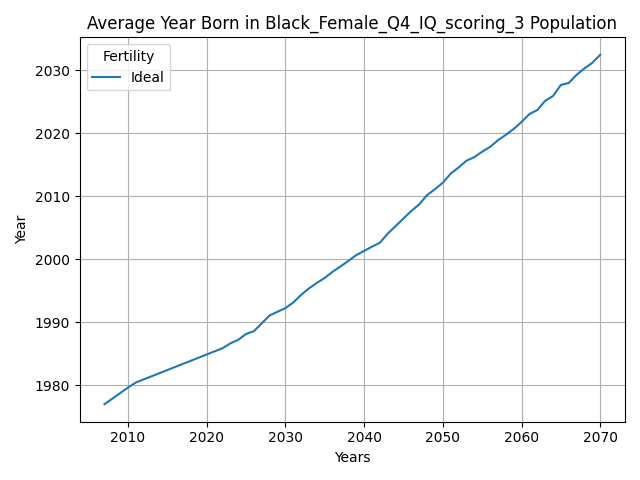 Average Year Born in Black_Female_Q4_IQ_scoring_3 Population
Fertility
Ideal
Year
2030
2020
2010
2000
1990
1980
2010 2020 2030 2040 2050 2060 2070
Years